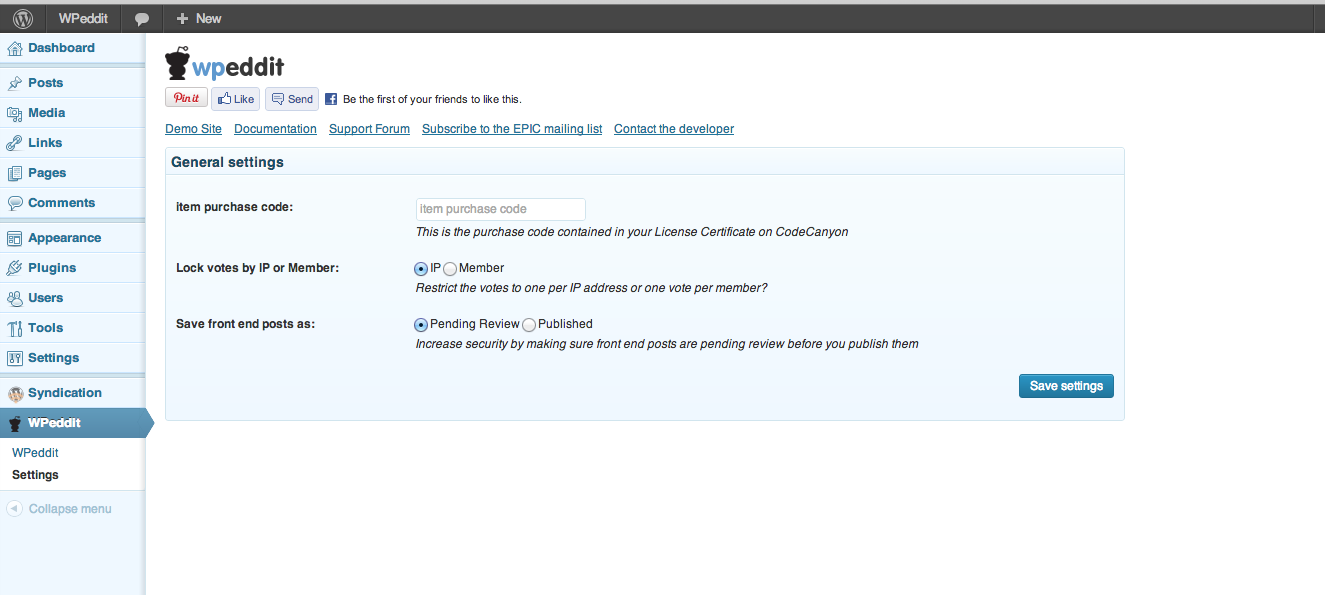 WPeddit New
Dashboard
Posts
Media
Links
Pages
Comments
Appearance
Plugins
Users
Tools
Settings
Syndication
WPeddit
WPeddit
Settings
Collapse menu
wpeddit
Pin it Like Send Be the first of your friends to like this.
Demo Site Documentation Support Forum Subscribe to the EPIC mailing list Contact the developer
General settings
item purchase code: item purchase code
This is the purchase code contained in your License Certificate on CodeCanyon
Lock votes by IP or Member: IP Member
Restrict the votes to one per IP address or one vote per member?
Save front end posts as: Pending Review Published
Increase security by making sure front end posts are pending review before you publish them
Save settings